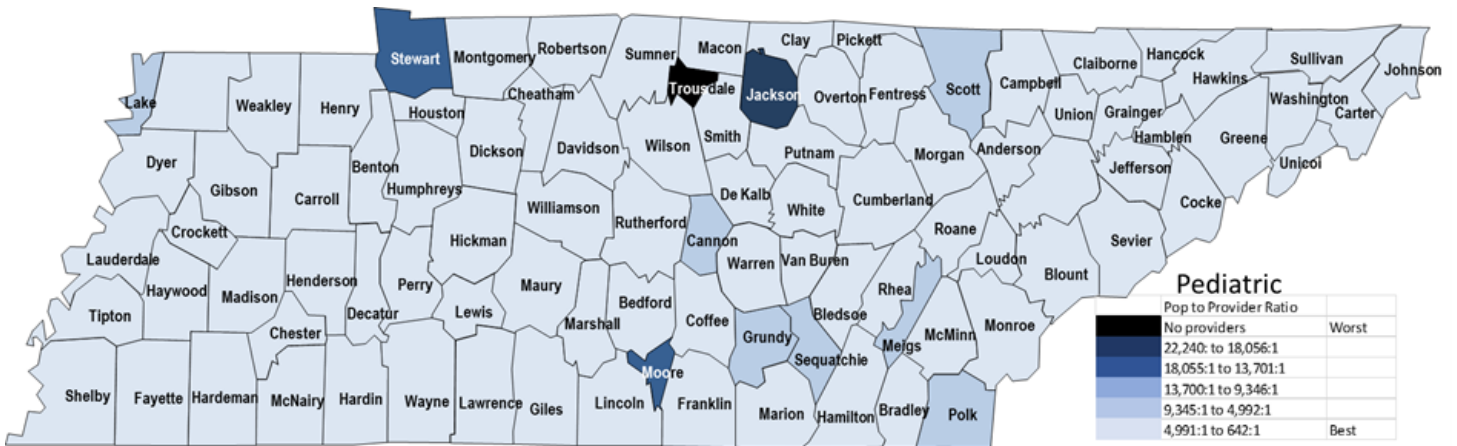 Stewart
Montgomery
Robertson
Sumner
Macon
Clay
Pickett
Trousdale
Jackson
Overton
Fentress
Scott
Campbell
Claiborne
Hancock
Hawkins
Sullivan
Johnson
Lake
Weakley
Henry
Houston
Cheatham
Smith
Union
Grainger
Hamblen
Washington
Carter
Greene
Unicoi
Dyer
Gibson
Carroll
Benton
Humphreys
Dickson
Davidson
Wilson
Putnam
Morgan
Anderson
Jefferson
Cocke
Crockett
Hickman
Williamson
Rutherford
De Kalb
White
Cumberland
Roane
Loudon
Sevier
Blount
Lauderdale
Haywood
Madison
Henderson
Decatur
Perry
Lewis
Maury
Cannon
Warren
Van Buren
Rhea
Bledsoe
Tipton
Chester
Marshall
Bedford
Coffee
Grundy
Sequatchie
Meigs
McMinn
Monroe
Shelby
Fayette
Hardeman
McNairy
Hardin
Wayne
Lawrence
Giles
Lincoln
Moore
Franklin
Marion
Hamilton
Bradley
Polk
Pediatric
Pop to Provider Ratio
No providers Worst
22,240: to 18,056:1
18,055:1 to 13,701:1
13,700:1 to 9,346:1
9,345:1 to 4,992:1
4,991:1 to 642:1 Best